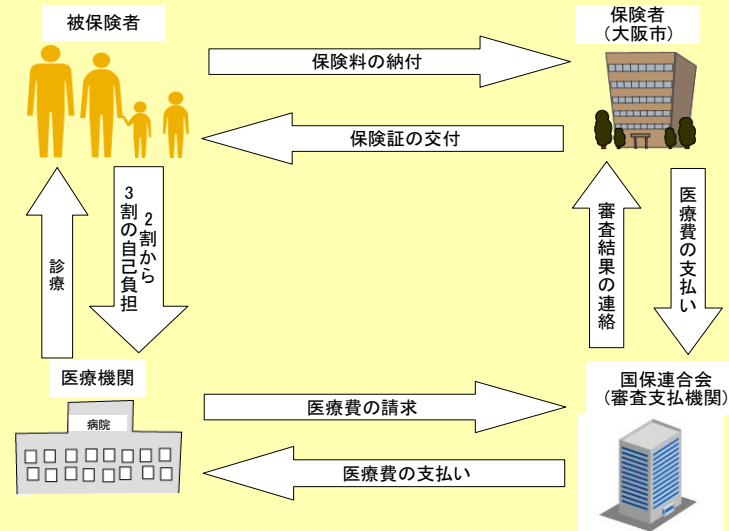 被保険者
保険者
(大阪市)
保険料の納付
保険証の交付
診療
2割から
3割の自己負担
審査結果の連絡
医療費の支払い
医療機関
病院
国保連合会
(審査支払機関)
医療費の請求
医療費の支払い